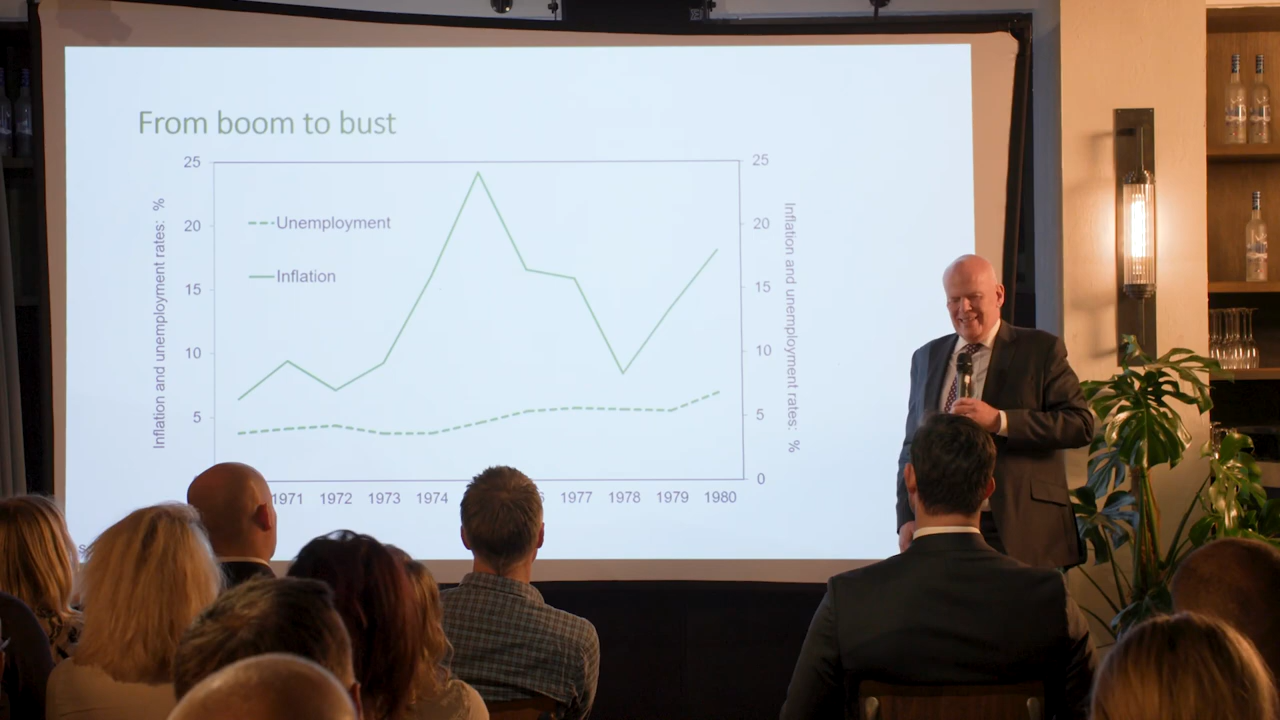 From boom to bust
25
20
15
10
5
Inflation and unemployment rates: %
Unemployment
Inflation
25
20
15
10
5
0
Inflation and unemployment rates: %
1971 1972 1973 1974 1977 1978 1979 1980